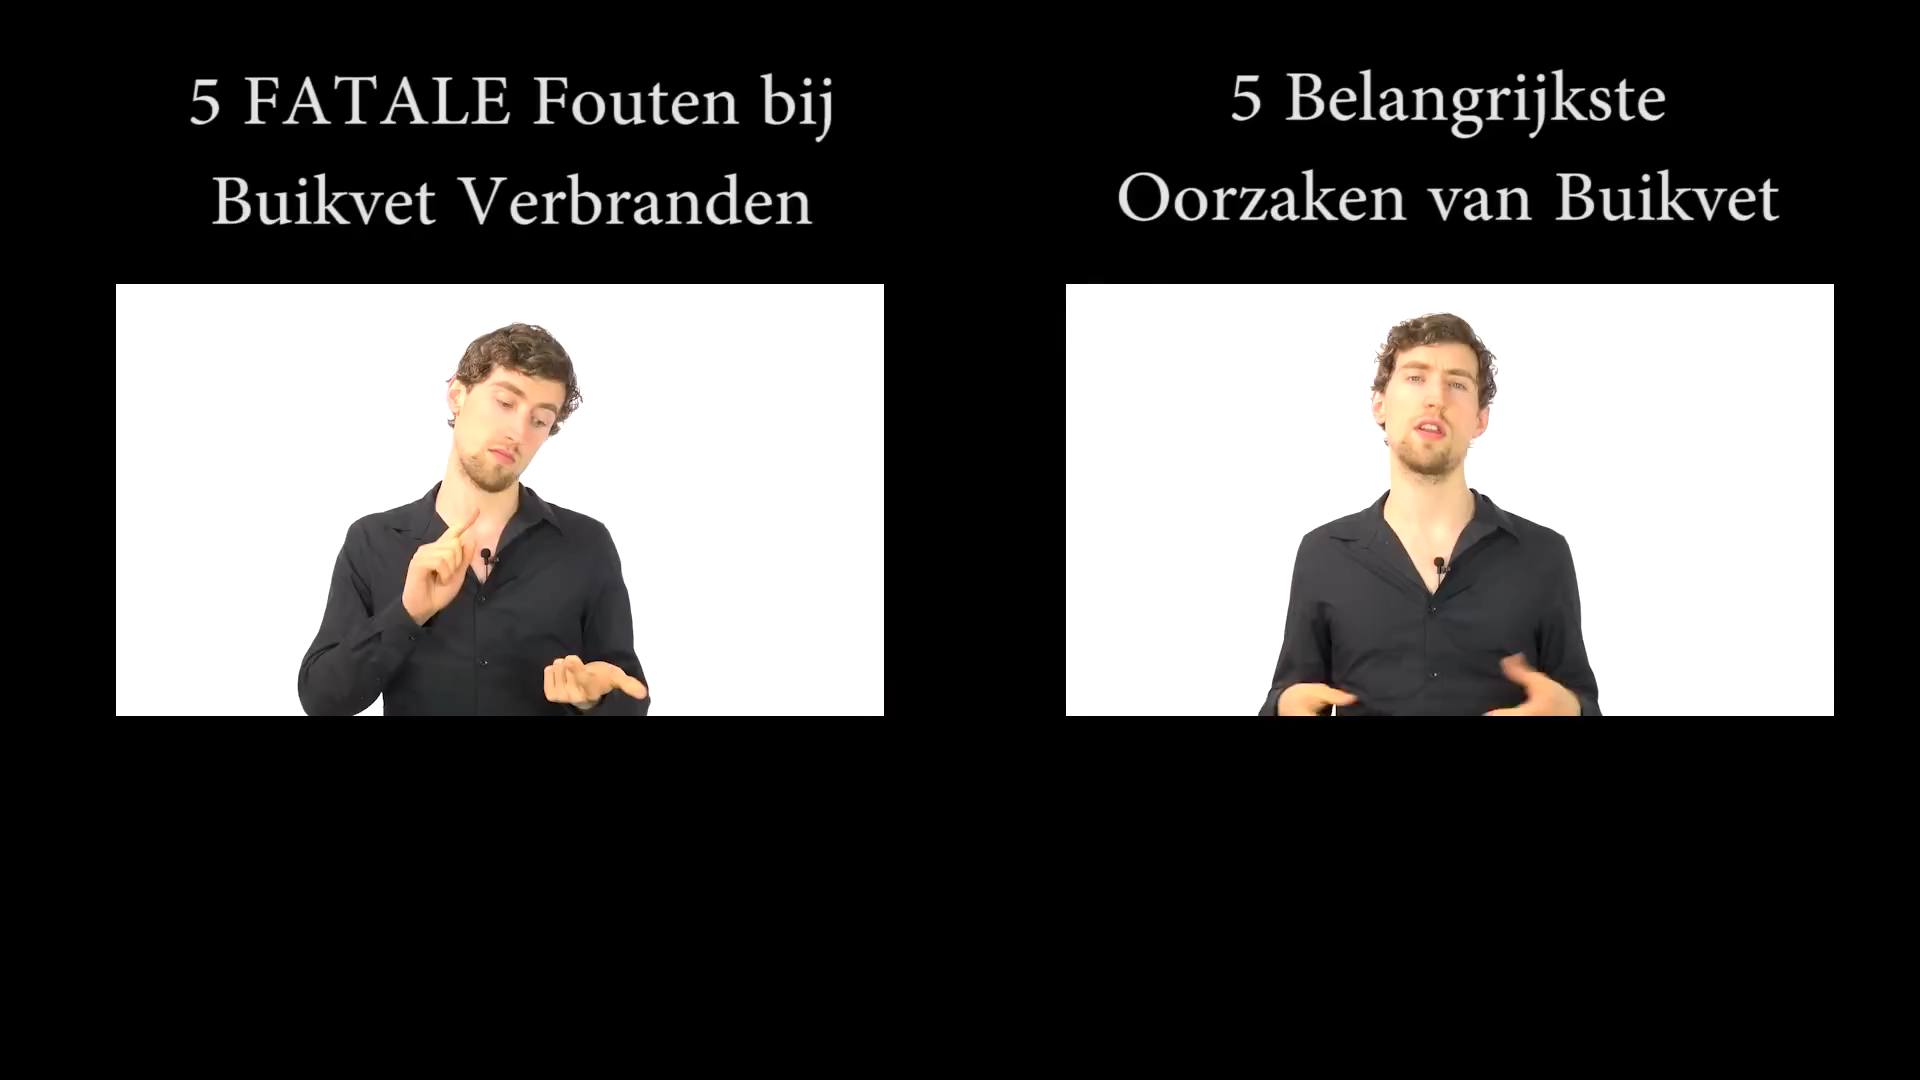 5 FATALE Fouten bij
Buikvet Verbranden
5 Belangrijkste
Oorzaken van Buikvet